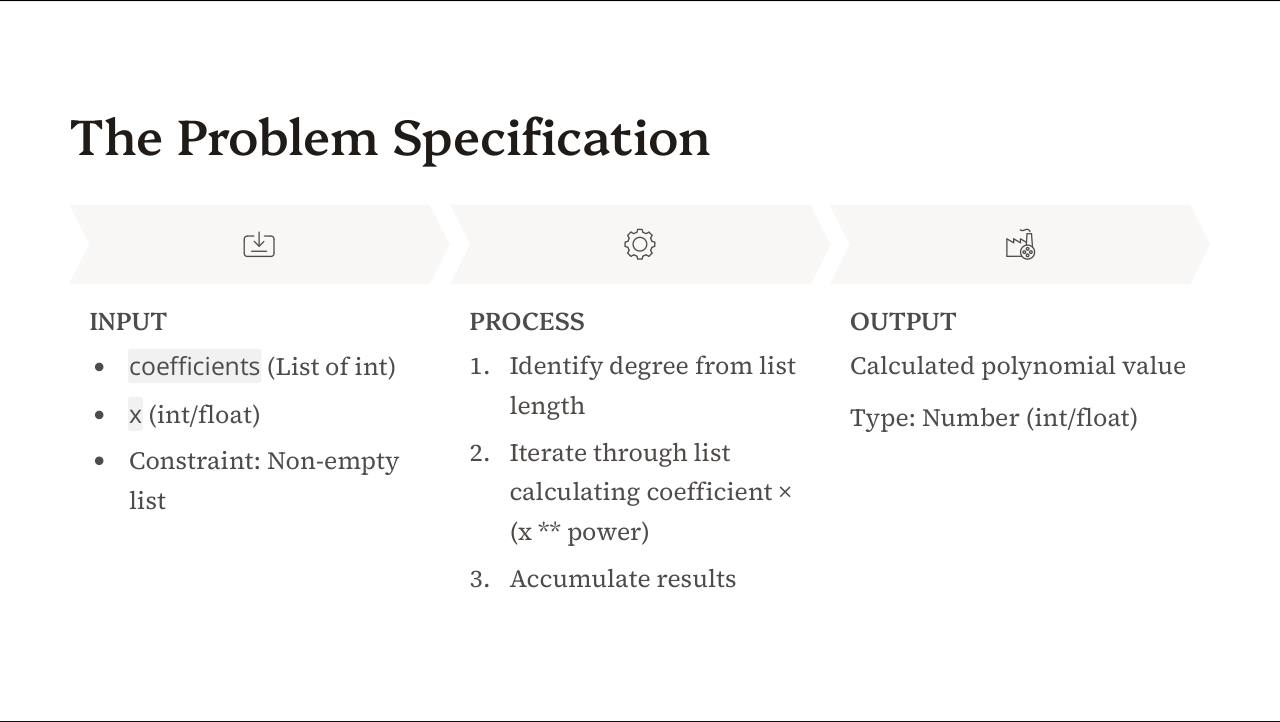 The Problem Specification
INPUT
• coefficients (List of int)
• x (int/float)
• Constraint: Non-empty
list
PROCESS
1. Identify degree from list
length
2. Iterate through list
calculating coefficient ×
(x ** power)
3. Accumulate results
OUTPUT
Calculated polynomial value
Type: Number (int/float)